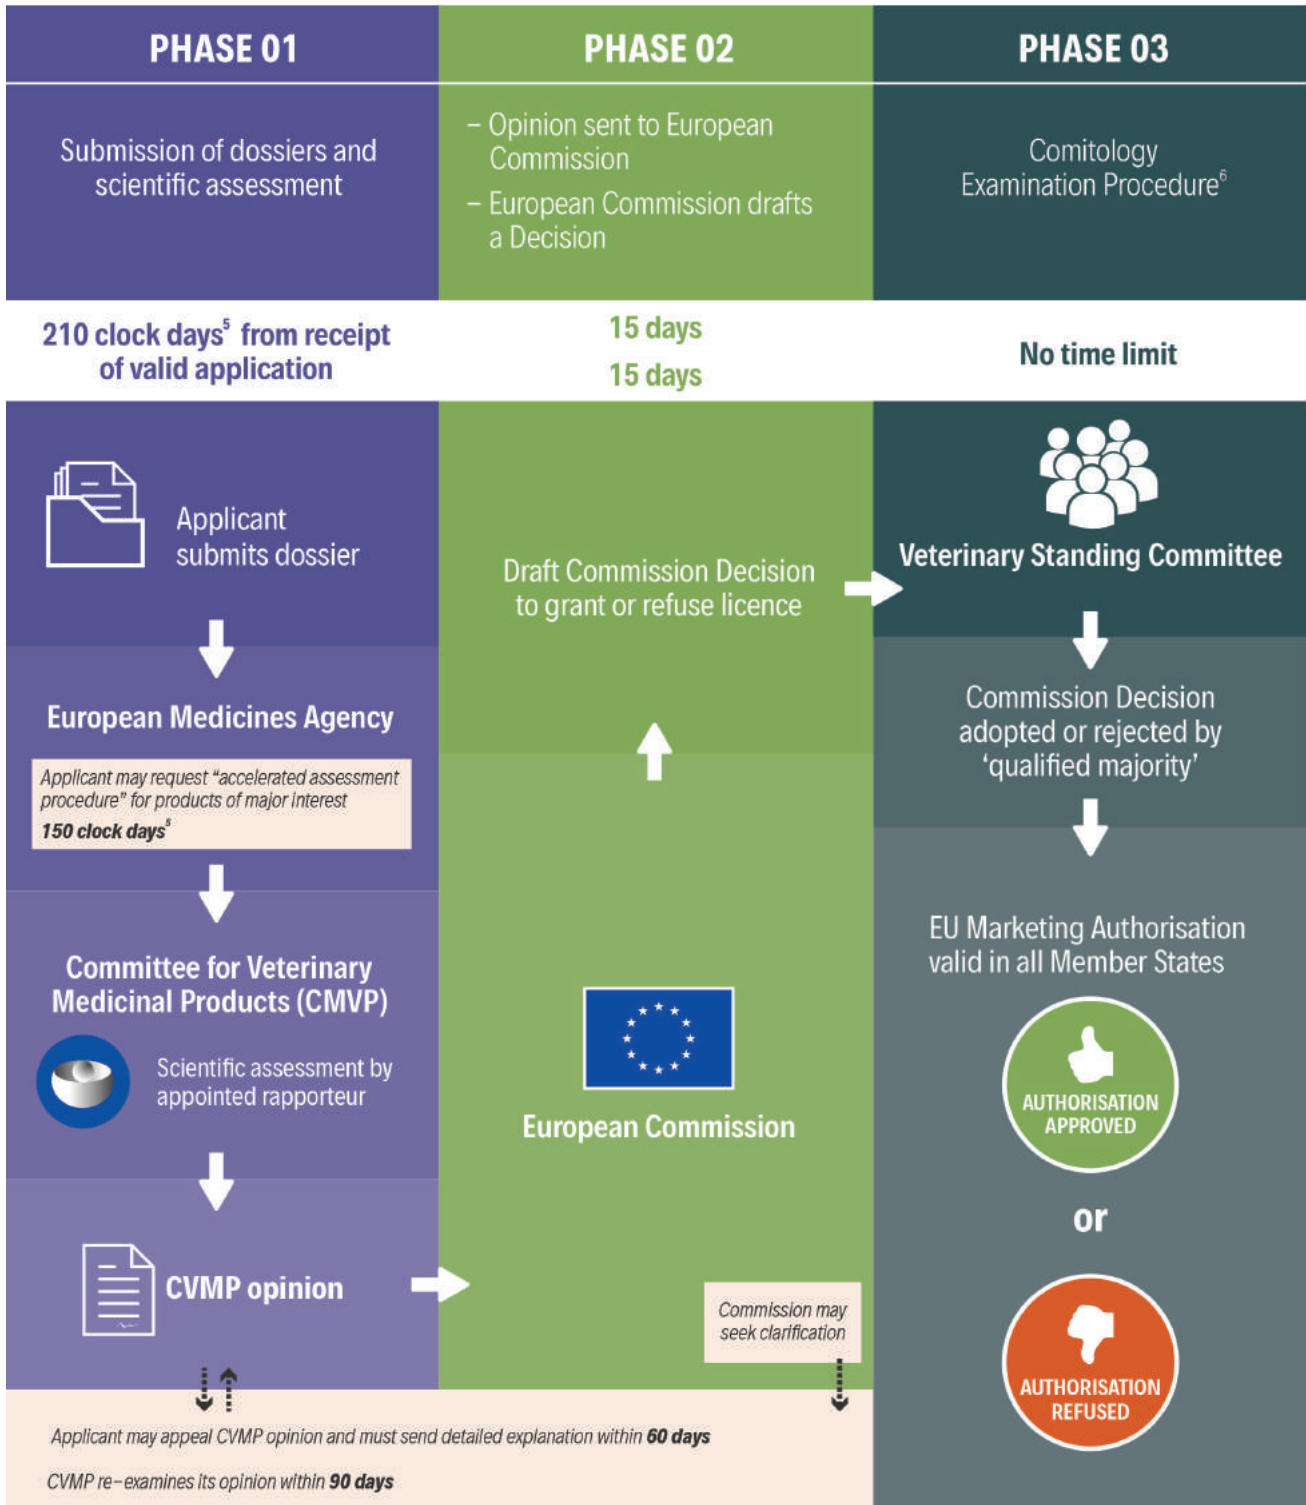 PHASE 01
Submission of dossiers and
scientific assessment
210 clock days⁵ from receipt
of valid application
Applicant
submits dossier
European Medicines Agency
Applicant may request “accelerated assessment
procedure” for products of major interest
150 clock days⁵
Committee for Veterinary
Medicinal Products (CMVP)
Scientific assessment by
appointed rapporteur
CVMP opinion
PHASE 02
– Opinion sent to European
Commission
– European Commission drafts
a Decision
15 days
15 days
Draft Commission Decision
to grant or refuse licence
European Commission
Commission may
seek clarification
Applicant may appeal CVMP opinion and must send detailed explanation within 60 days
CVMP re–examines its opinion within 90 days
PHASE 03
Comitology
Examination Procedure⁶
No time limit
Veterinary Standing Committee
Commission Decision
adopted or rejected by
‘qualified majority’
EU Marketing Authorisation
valid in all Member States
AUTHORISATION
APPROVED
or
AUTHORISATION
REFUSED